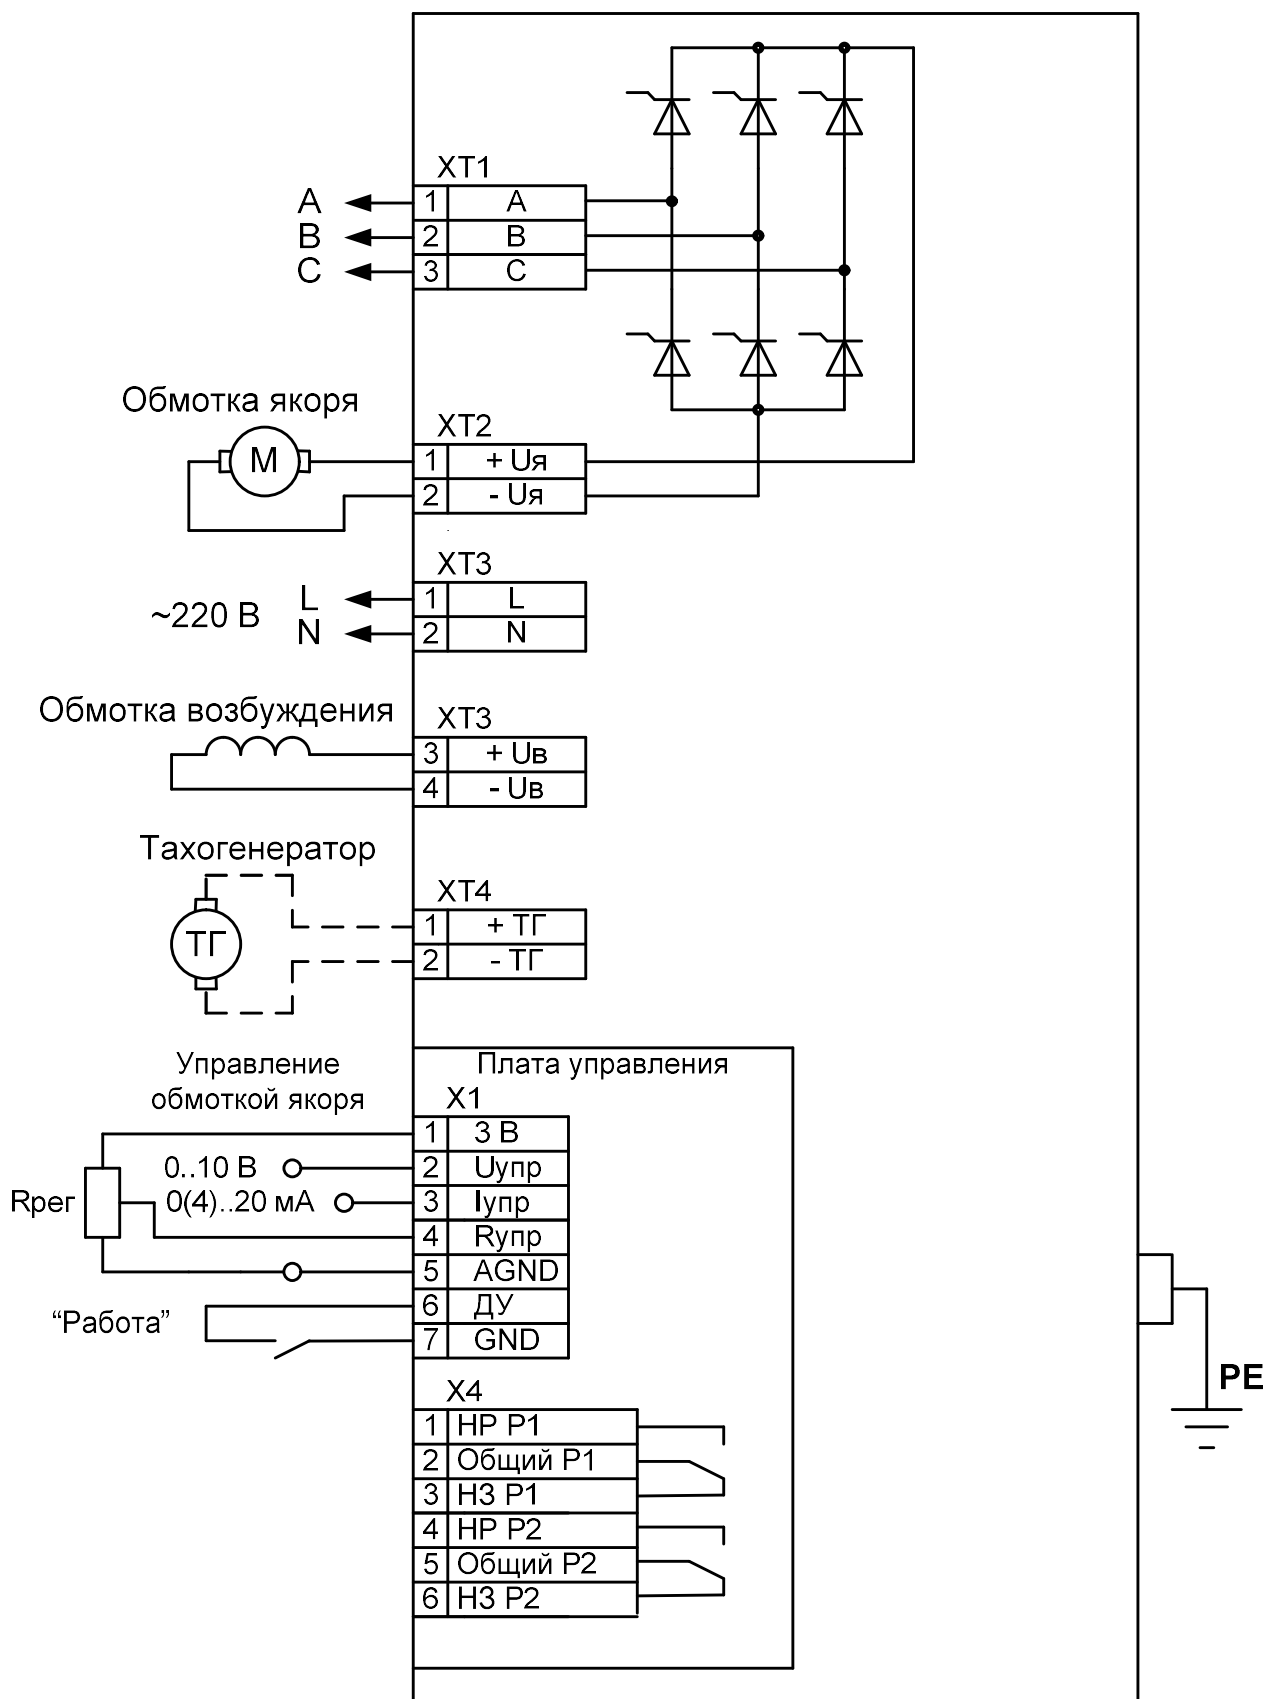 XT1
A 1 A
B 2 B
C 3 C
Обмотка якоря
XT2
М 1 + Uя
2 - Uя
XT3
~220 В
L 1 L
N 2 N
Обмотка возбуждения
XT3
3 + Uв
4 - Uв
Тахогенератор
XT4
ТГ
1 + ТГ
2 - ТГ
Управление
обмоткой якоря
Плата управления
X1
1 3 В
0..10 В 2 Uупр
Rрег 0(4)..20 мА 3 Iупр
4 Rупр
5 AGND
“Работа” 6 ДУ
7 GND
PE
X4
1 НР Р1
2 Общий Р1
3 НЗ Р1
4 НР Р2
5 Общий Р2
6 НЗ Р2